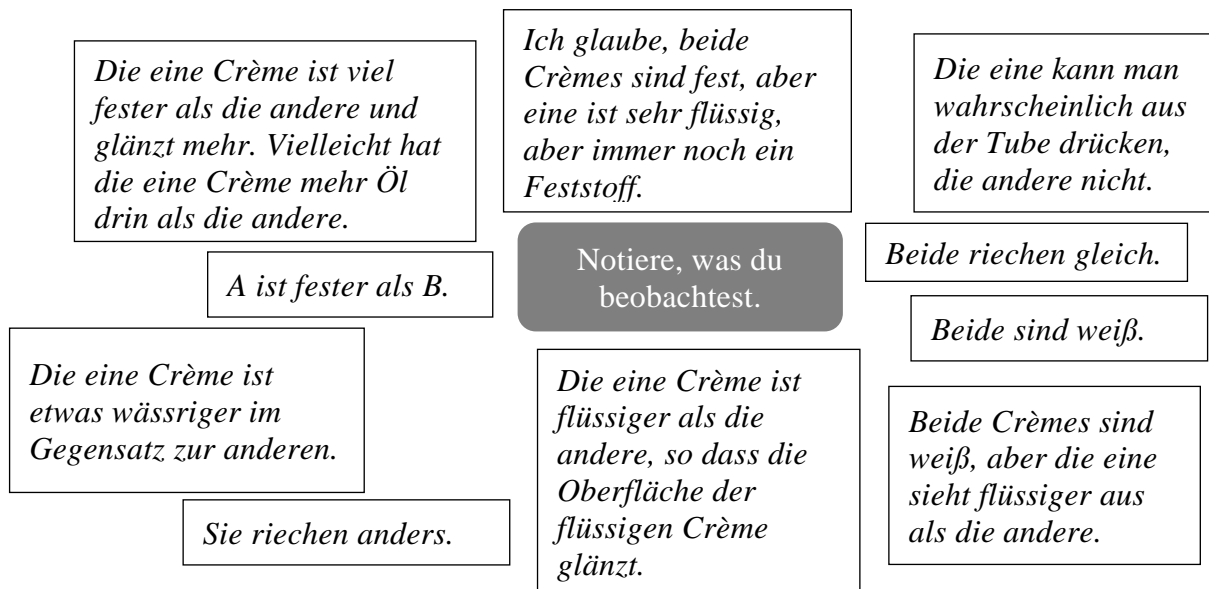 Die eine Crème ist viel
fester als die andere und
glänzt mehr. Vielleicht hat
die eine Crème mehr Öl
drin als die andere.
Ich glaube, beide
Crèmes sind fest, aber
eine ist sehr flüssig,
aber immer noch ein
Feststoff.
Die eine kann man
wahrscheinlich aus
der Tube drücken,
die andere nicht.
A ist fester als B.
Notiere, was du
beobachtest.
Beide riechen gleich.
Beide sind weiß.
Die eine Crème ist
etwas wässriger im
Gegensatz zur anderen.
Die eine Crème ist
flüssiger als die
andere, so dass die
Oberfläche der
flüssigen Crème
glänzt.
Beide Crèmes sind
weiß, aber die eine
sieht flüssiger aus
als die andere.
Sie riechen anders.